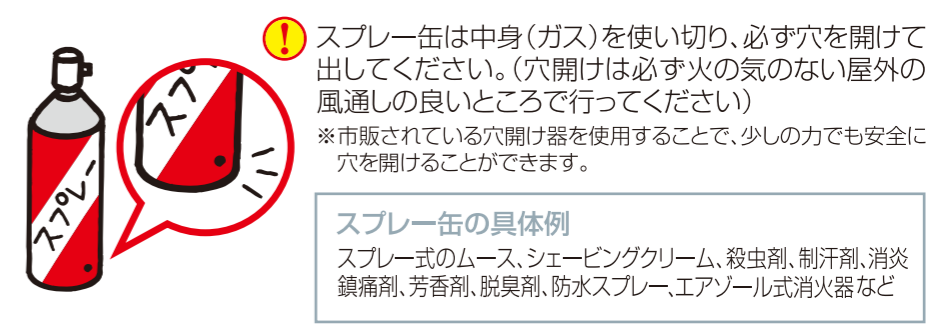 スプレー
スプ
！
スプレー缶は中身（ガス）を使い切り、必ず穴を開けて
出してください。（穴開けは必ず火の気のない屋外の
風通しの良いところで行ってください）
※市販されている穴開け器を使用することで、少しの力でも安全に
穴を開けることができます。
スプレー缶の具体例
スプレー式のムース、シェービングクリーム、殺虫剤、制汗剤、消炎
鎮痛剤、芳香剤、脱臭剤、防水スプレー、エアゾール式消火器など